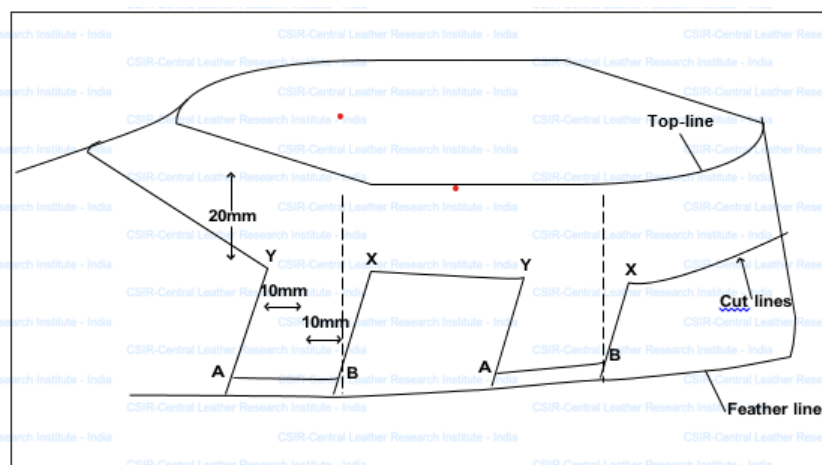 CSIR-Central Leather Research Institute - India
Top-line
20mm
Y
X
Y
X
10mm
10mm
Cut lines
A
B
A
B
Feather line